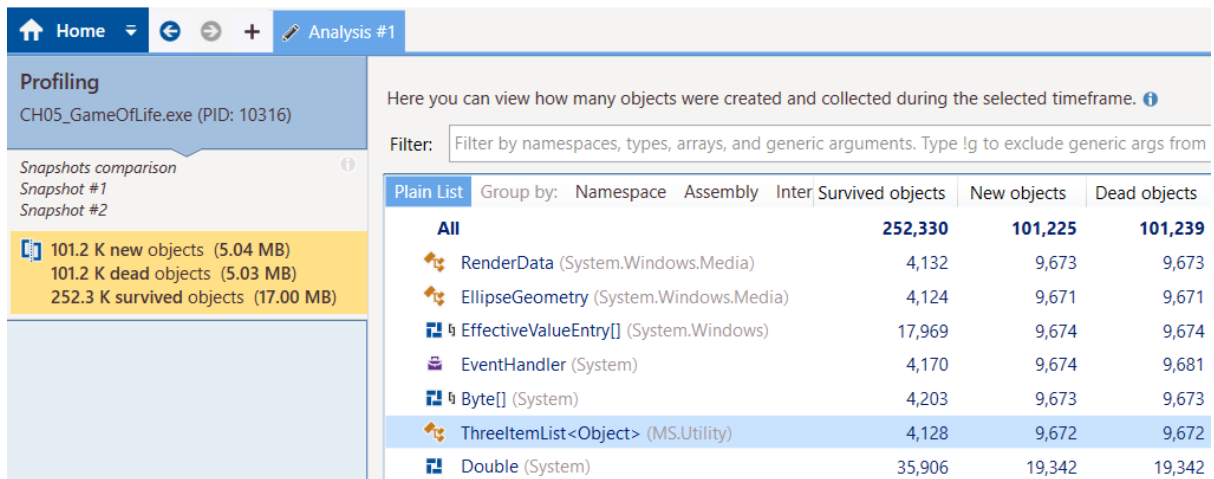 Home
Analysis #1
Profiling
CH05_GameOfLife.exe (PID: 10316)
Snapshots comparison
Snapshot #1
Snapshot #2
101.2 K new objects (5.04 MB)
101.2 K dead objects (5.03 MB)
252.3 K survived objects (17.00 MB)
Here you can view how many objects were created and collected during the selected timeframe.
Filter: Filter by namespaces, types, arrays, and generic arguments. Type !g to exclude generic args from
Plain List Group by: Namespace Assembly Inter Survived objects New objects Dead objects
All 252,330 101,225 101,239
RenderData (System.Windows.Media) 4,132 9,673 9,673
EllipseGeometry (System.Windows.Media) 4,124 9,671 9,671
EffectiveValueEntry[] (System.Windows) 17,969 9,674 9,674
EventHandler (System) 4,170 9,674 9,681
Byte[] (System) 4,203 9,673 9,673
ThreeItemList<Object> (MS.Utility) 4,128 9,672 9,672
Double (System) 35,906 19,342 19,342